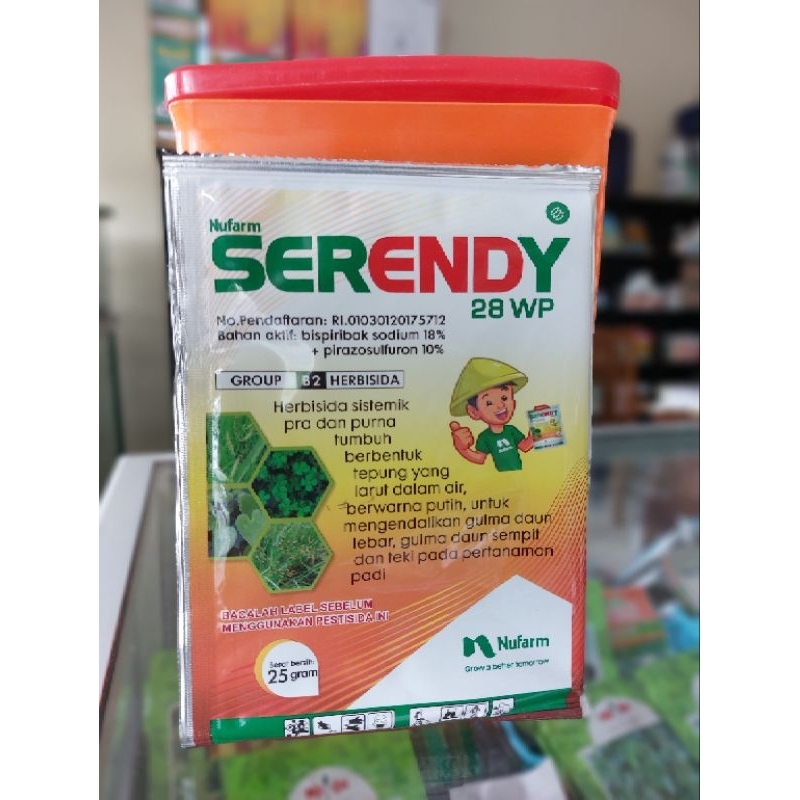 Nufarm
SERENDY
28 WP
No.Pendaftaran: RI.01030120175712
Bahan aktif: bispiribak sodium 18%
+ pirazosulfuron 10%
GROUP B2 HERBISIDA
Herbisida sistemik
pra dan purna
tumbuh
berbentuk
tepung yang
larut dalam air,
berwarna putih, untuk
mengendalikan gulma daun
lebar, gulma daun sempit
dan teki pada pertanaman
padi
SERENDY
BACALAH LABEL SEBELUM
MENGGUNAKAN PESTISIDA INI
Berat bersih:
25 gram
Nufarm
Grow a better tomorrow